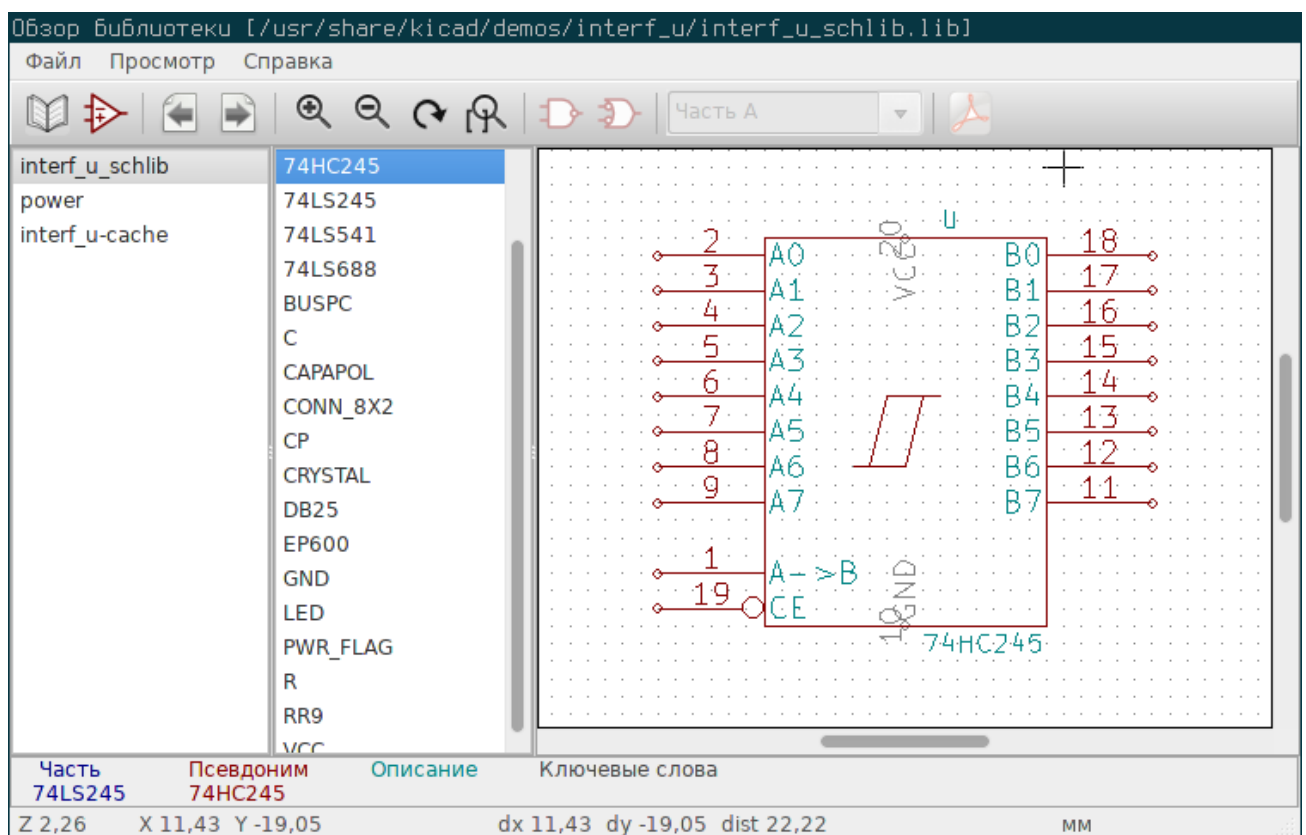 Обзор библиотеки [/usr/share/kicad/demos/interf_u/interf_u_schlib.lib]
Файл Просмотр Справка
Часть A
interf_u_schlib
power
interf_u-cache
74HC245
74LS245
74LS541
74LS688
BUSPC
C
CAPAPOL
CONN_8X2
CP
CRYSTAL
DB25
EP600
GND
LED
PWR_FLAG
R
RR9
VCC
U
20
VCC
2 A0 B0 18
3 A1 B1 17
4 A2 B2 16
5 A3 B3 15
6 A4 B4 14
7 A5 B5 13
8 A6 B6 12
9 A7 B7 11
1 A->B
19 CE
GND
10
74HC245
Часть Псевдоним Описание Ключевые слова
74LS245 74HC245
Z 2,26 X 11,43 Y -19,05 dx 11,43 dy -19,05 dist 22,22 мм